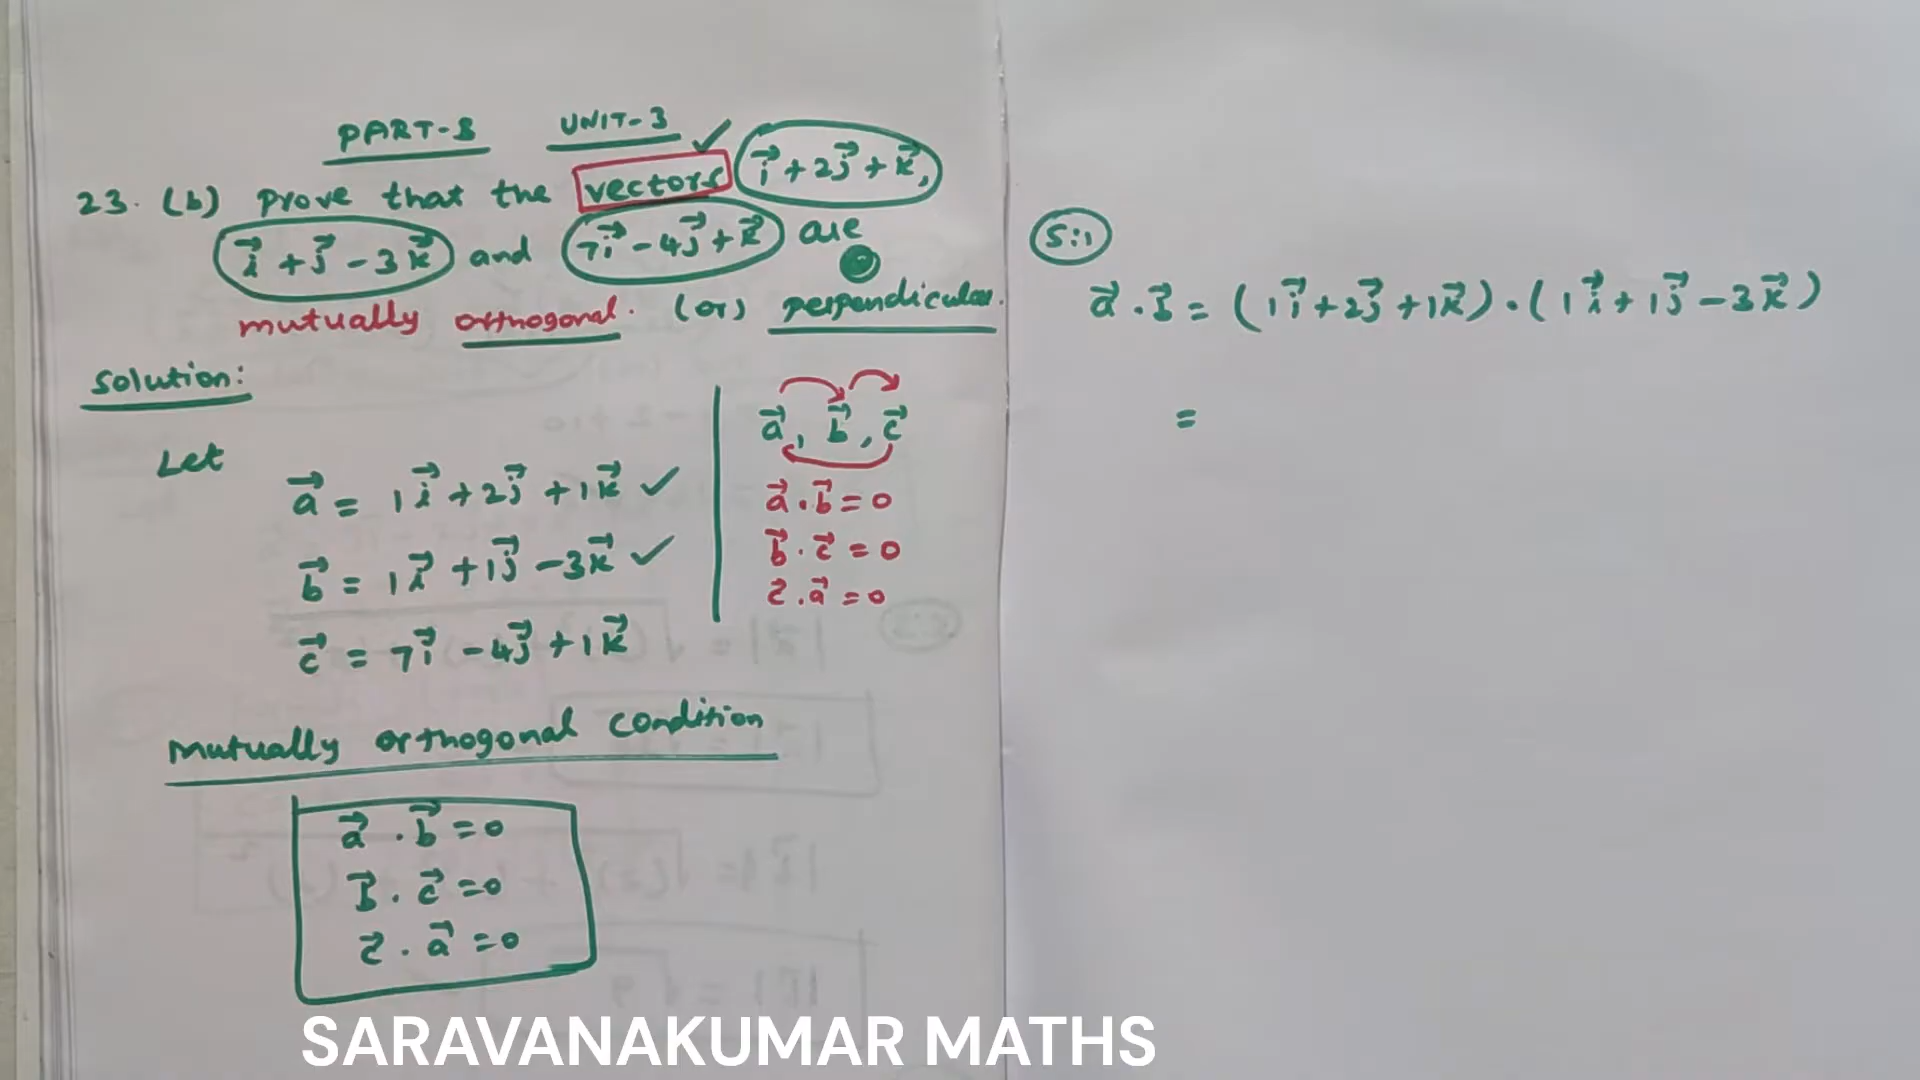 PART-B UNIT-3
23. (b) prove that the vectors i⃗ + 2j⃗ + k⃗,
i⃗ + j⃗ - 3k⃗ and 7i⃗ - 4j⃗ + k⃗ are
mutually orthogonal. (or) perpendicular.
Solution:
Let
a⃗ = 1i⃗ + 2j⃗ + 1k⃗ ✓
b⃗ = 1i⃗ + 1j⃗ - 3k⃗ ✓
c⃗ = 7i⃗ - 4j⃗ + 1k⃗
a⃗, b⃗, c⃗
a⃗ . b⃗ = 0
b⃗ . c⃗ = 0
c⃗ . a⃗ = 0
Mutually orthogonal condition
a⃗ . b⃗ = 0
b⃗ . c⃗ = 0
c⃗ . a⃗ = 0
S:1
a⃗ . b⃗ = (1i⃗ + 2j⃗ + 1k⃗) . (1i⃗ + 1j⃗ - 3k⃗)
=
SARAVANAKUMAR MATHS